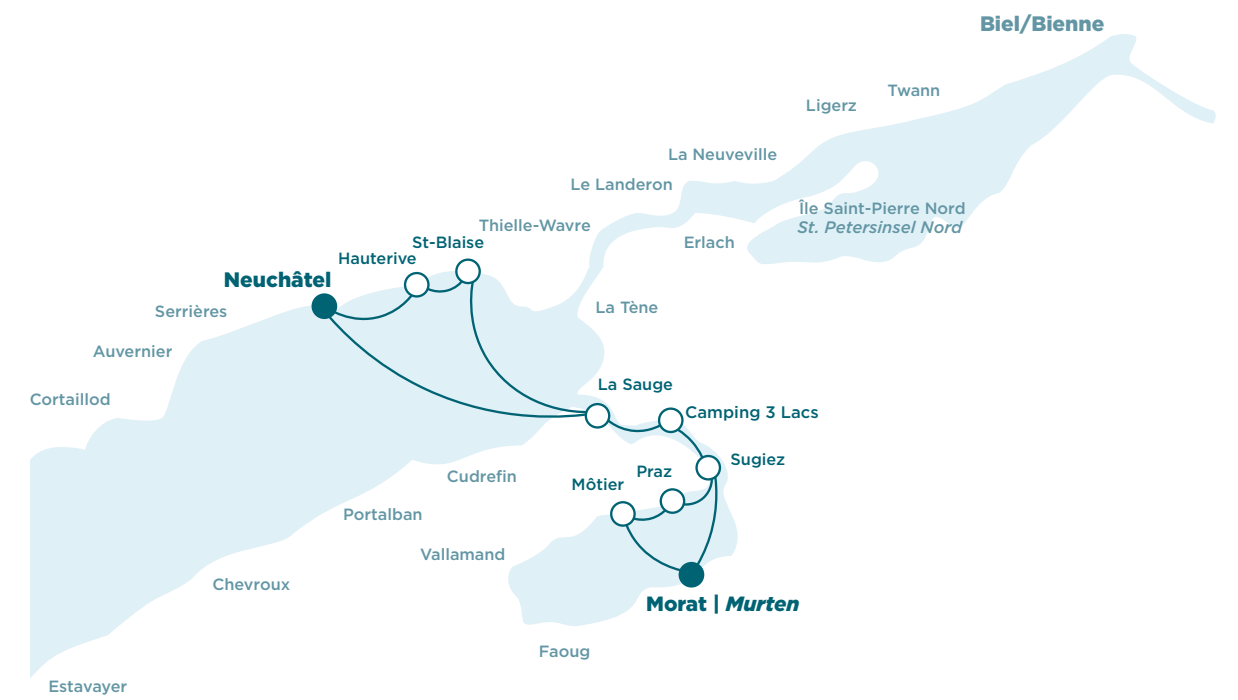 Biel/Bienne
Twann
Ligerz
La Neuveville
Le Landeron
Île Saint-Pierre Nord
St. Petersinsel Nord
Thielle-Wavre
Erlach
St-Blaise
Hauterive
Neuchâtel
La Tène
Serrières
Auvernier
La Sauge
Cortaillod
Camping 3 Lacs
Sugiez
Praz
Cudrefin
Môtier
Portalban
Vallamand
Chevroux
Morat | Murten
Faoug
Estavayer